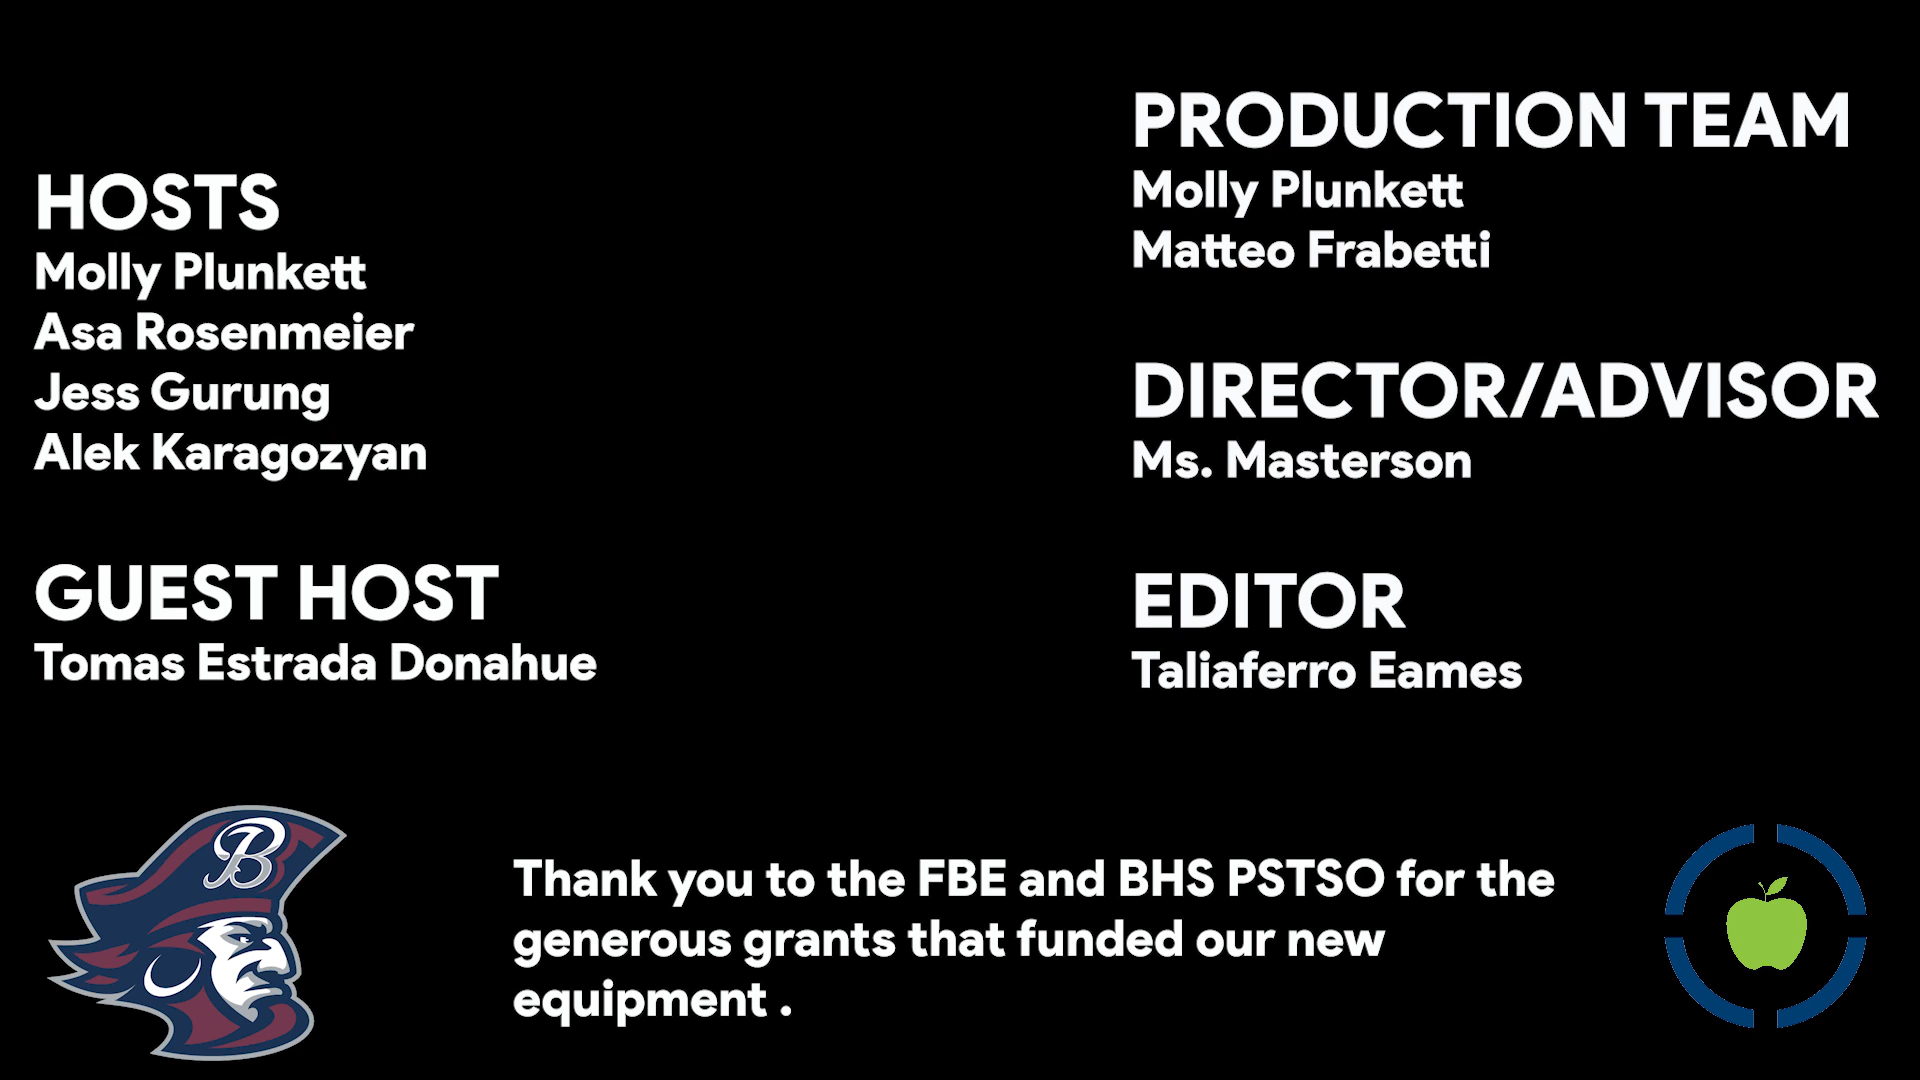 HOSTS
Molly Plunkett
Asa Rosenmeier
Jess Gurung
Alek Karagozyan
GUEST HOST
Tomas Estrada Donahue
PRODUCTION TEAM
Molly Plunkett
Matteo Frabetti
DIRECTOR/ADVISOR
Ms. Masterson
EDITOR
Taliaferro Eames
B
Thank you to the FBE and BHS PSTSO for the
generous grants that funded our new
equipment .